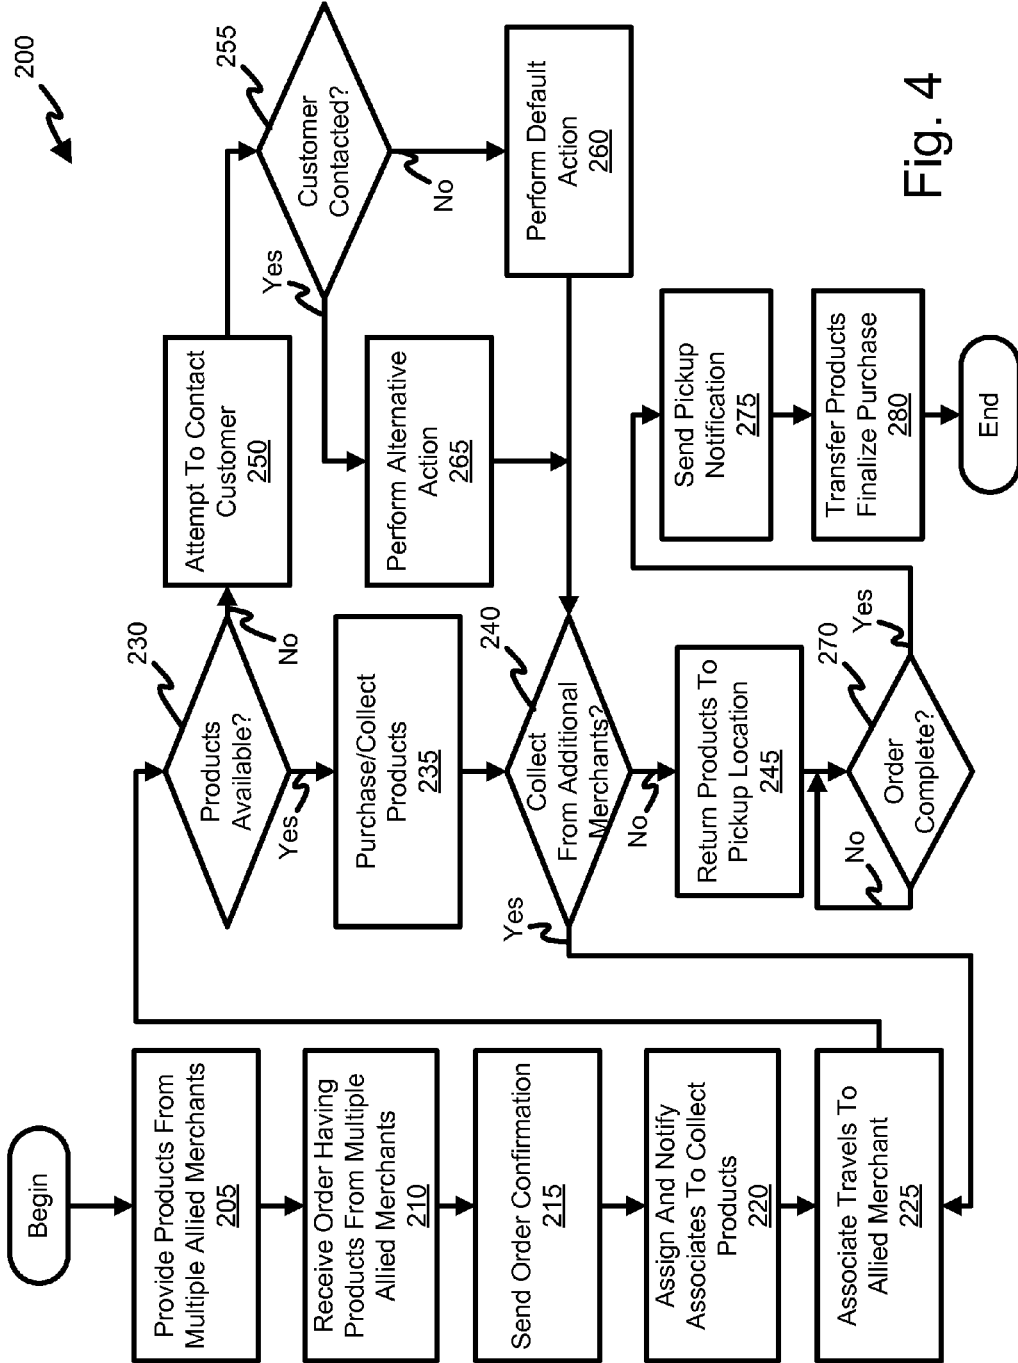 200
Begin
Provide Products From
Multiple Allied Merchants
205
Receive Order Having
Products From Multiple
Allied Merchants
210
Send Order Confirmation
215
Assign And Notify
Associates To Collect
Products
220
Associate Travels To
Allied Merchant
225
230
Products
Available?
Yes
No
Purchase/Collect
Products
235
240
Collect
From Additional
Merchants?
Yes
No
Return Products To
Pickup Location
245
270
Order
Complete?
No
Yes
Attempt To Contact
Customer
250
255
Customer
Contacted?
Yes
No
Perform Alternative
Action
265
Perform Default
Action
260
Send Pickup
Notification
275
Transfer Products
Finalize Purchase
280
End
Fig. 4